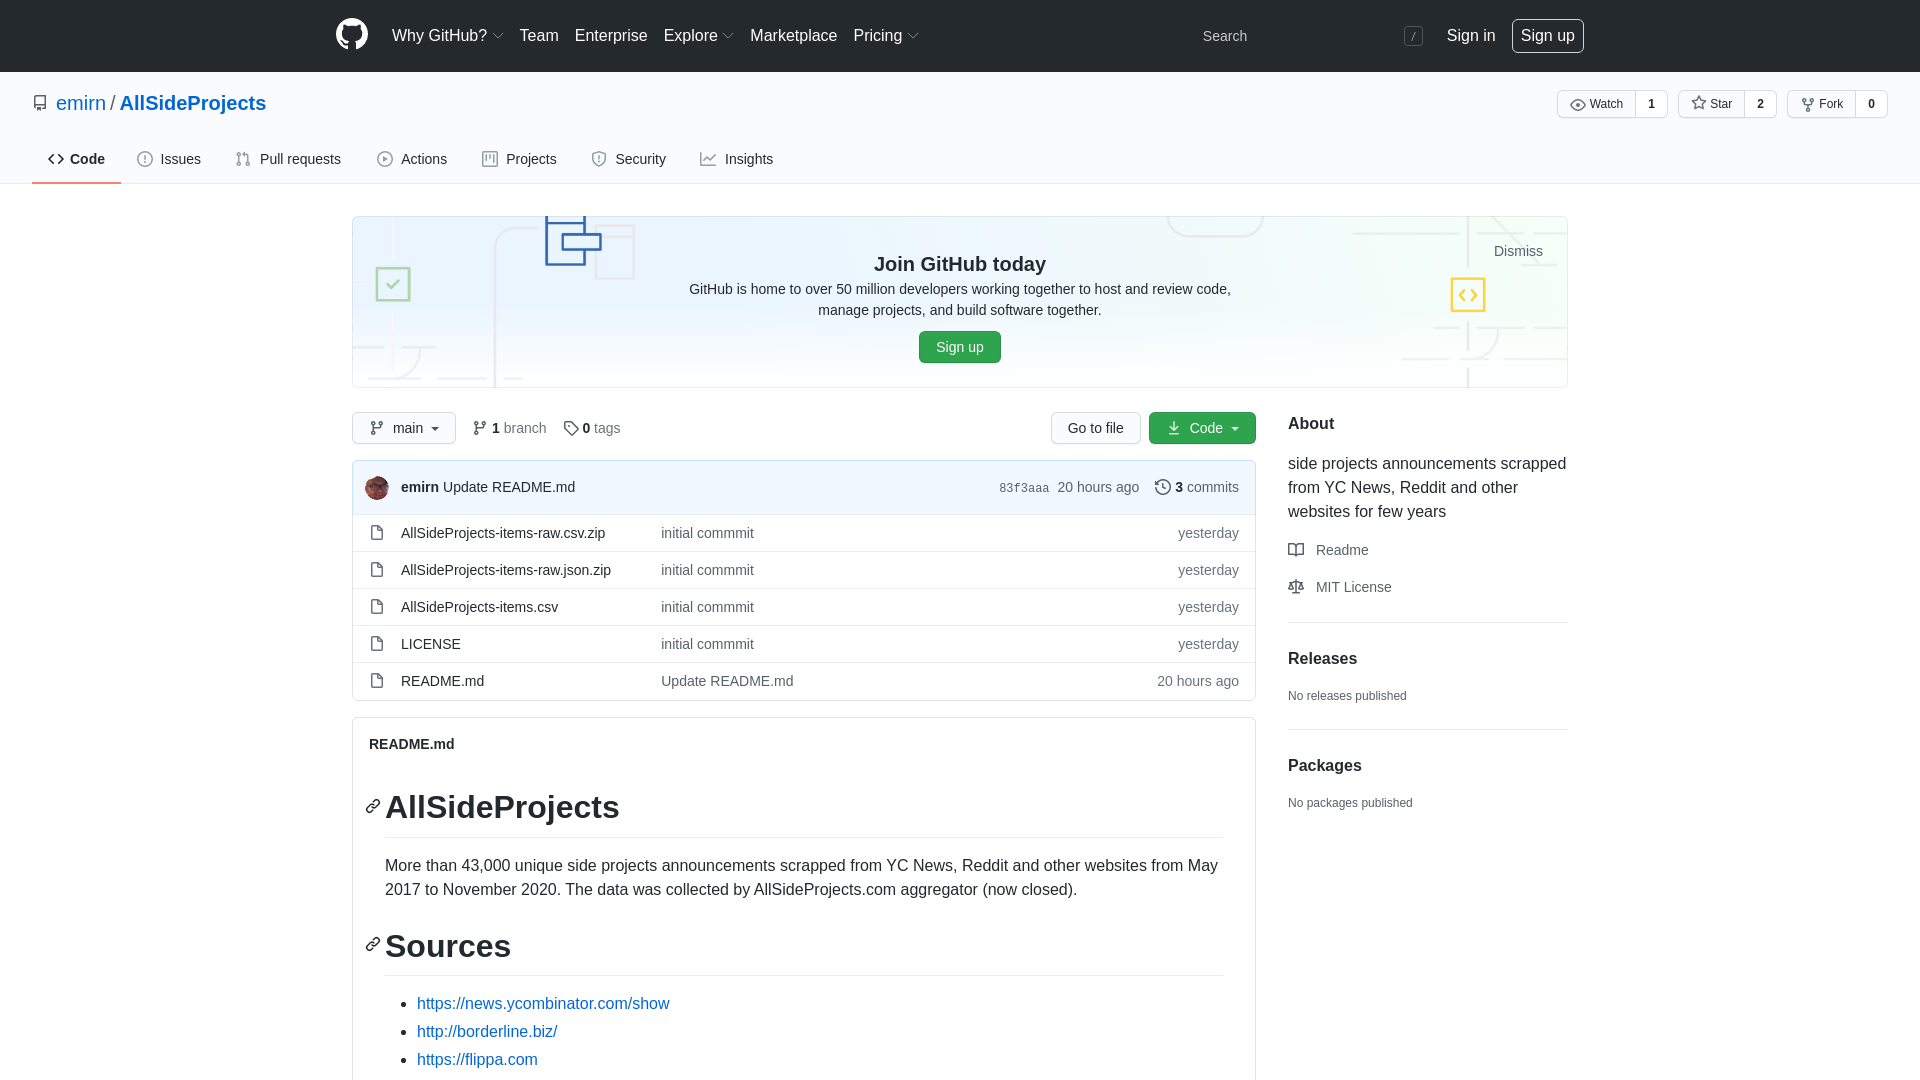 Why GitHub? Team Enterprise Explore Marketplace Pricing Search / Sign in Sign up
emirn / AllSideProjects Watch 1 Star 2 Fork 0
Code Issues Pull requests Actions Projects Security Insights
Dismiss
Join GitHub today
GitHub is home to over 50 million developers working together to host and review code,
manage projects, and build software together.
Sign up
main 1 branch 0 tags Go to file Code
emirn Update README.md 83f3aaa 20 hours ago 3 commits
AllSideProjects-items-raw.csv.zip initial commmit yesterday
AllSideProjects-items-raw.json.zip initial commmit yesterday
AllSideProjects-items.csv initial commmit yesterday
LICENSE initial commmit yesterday
README.md Update README.md 20 hours ago
README.md
AllSideProjects
More than 43,000 unique side projects announcements scrapped from YC News, Reddit and other websites from May
2017 to November 2020. The data was collected by AllSideProjects.com aggregator (now closed).
Sources
https://news.ycombinator.com/show
http://borderline.biz/
https://flippa.com
About
side projects announcements scrapped
from YC News, Reddit and other
websites for few years
Readme
MIT License
Releases
No releases published
Packages
No packages published